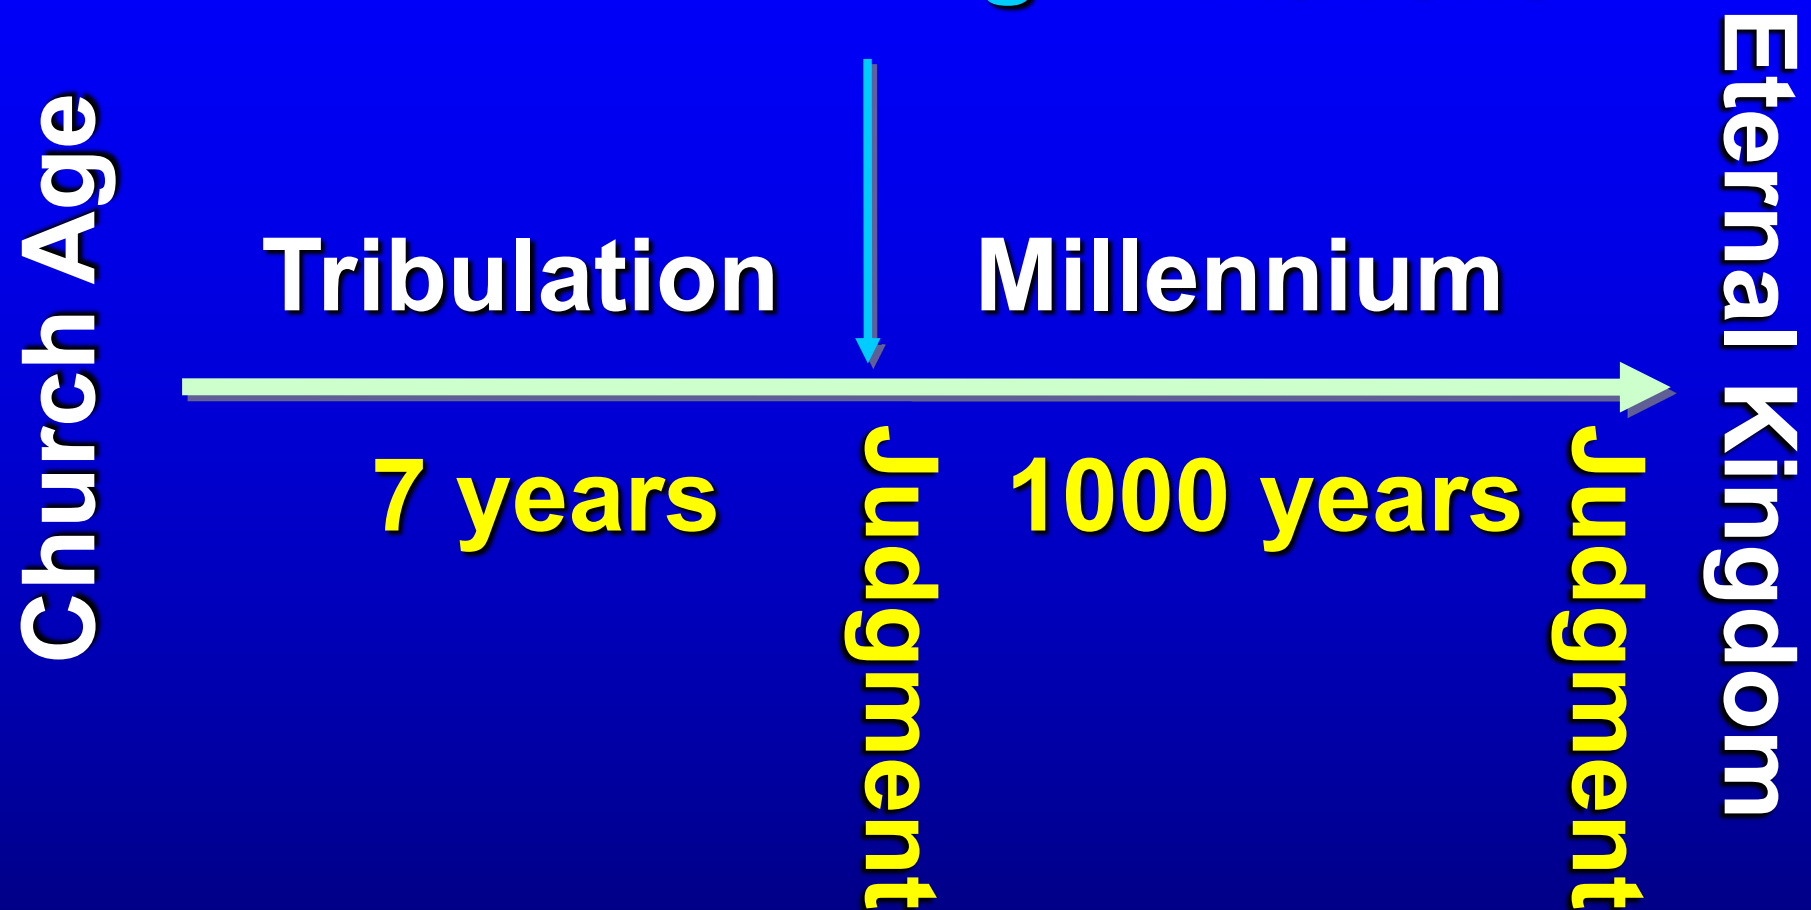 Church Age
Tribulation
Millennium
7 years
1000 years
Judgment
Judgment
Eternal Kingdom